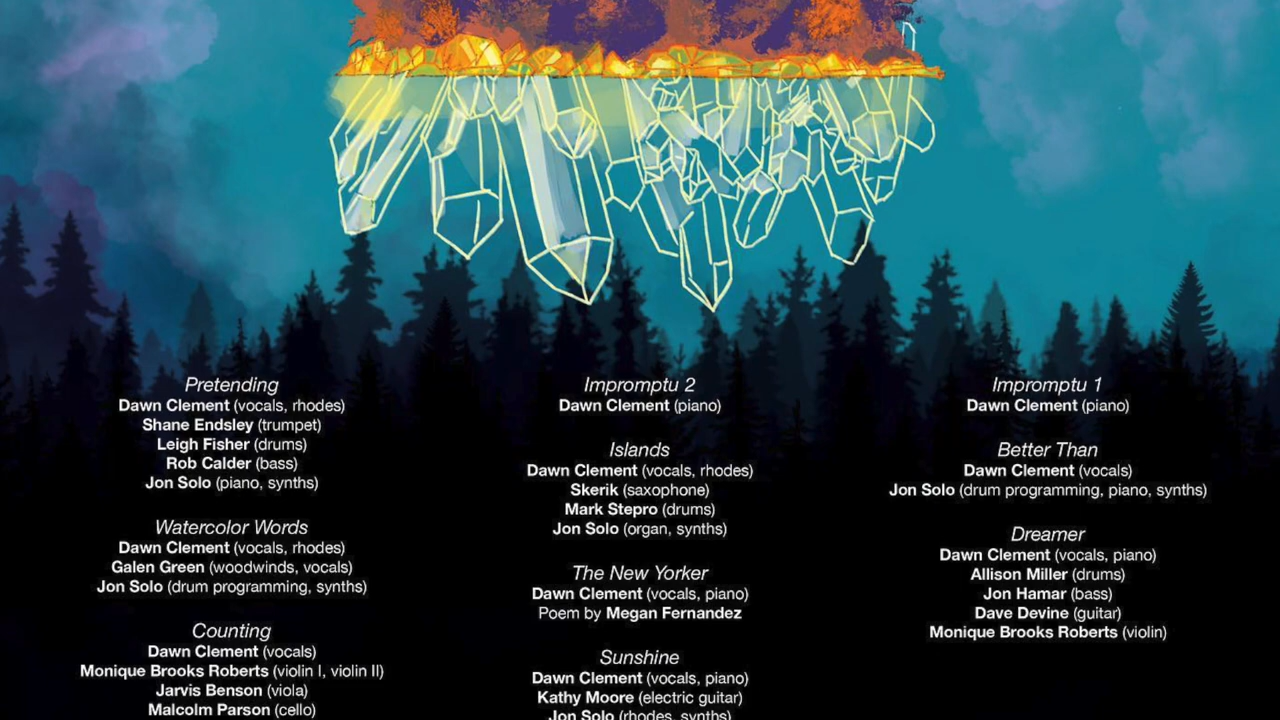 Pretending
Dawn Clement (vocals, rhodes)
Shane Endsley (trumpet)
Leigh Fisher (drums)
Rob Calder (bass)
Jon Solo (piano, synths)
Watercolor Words
Dawn Clement (vocals, rhodes)
Galen Green (woodwinds, vocals)
Jon Solo (drum programming, synths)
Counting
Dawn Clement (vocals)
Monique Brooks Roberts (violin I, violin II)
Jarvis Benson (viola)
Malcolm Parson (cello)
Impromptu 2
Dawn Clement (piano)
Islands
Dawn Clement (vocals, rhodes)
Skerik (saxophone)
Mark Stepro (drums)
Jon Solo (organ, synths)
The New Yorker
Dawn Clement (vocals, piano)
Poem by Megan Fernandez
Sunshine
Dawn Clement (vocals, piano)
Kathy Moore (electric guitar)
Jon Solo (rhodes, synths)
Impromptu 1
Dawn Clement (piano)
Better Than
Dawn Clement (vocals)
Jon Solo (drum programming, piano, synths)
Dreamer
Dawn Clement (vocals, piano)
Allison Miller (drums)
Jon Hamar (bass)
Dave Devine (guitar)
Monique Brooks Roberts (violin)